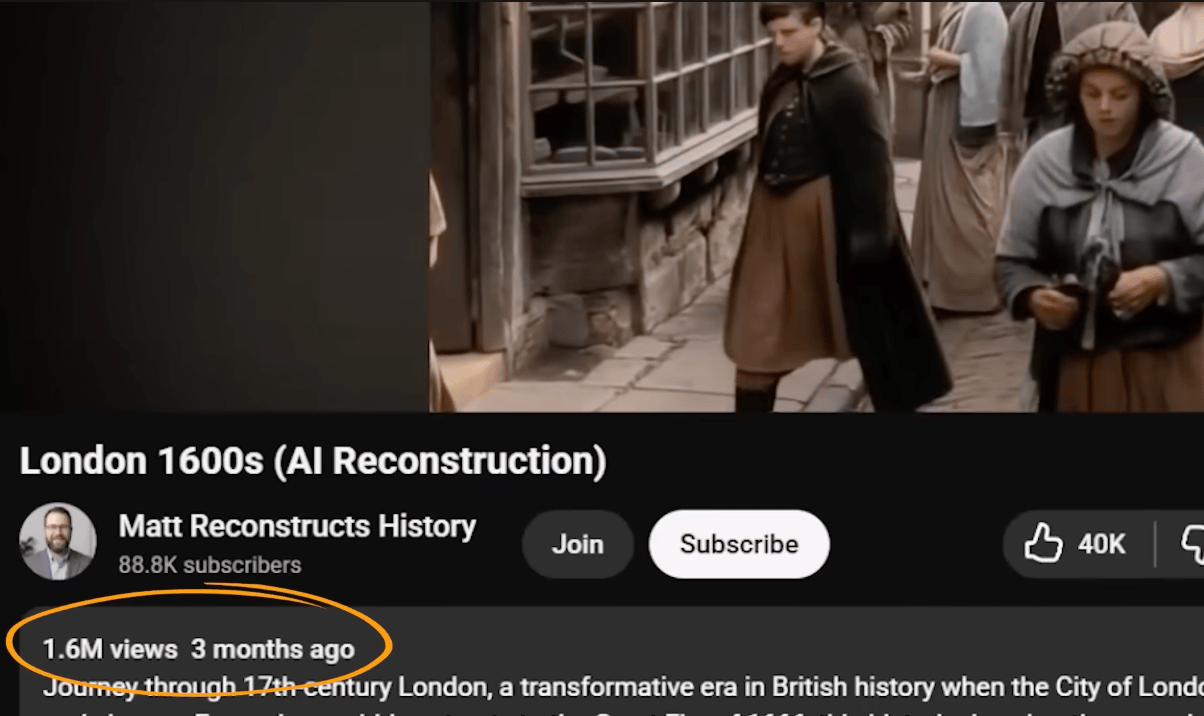 London 1600s (AI Reconstruction)
Matt Reconstructs History
88.8K subscribers
Join
Subscribe
40K
1.6M views 3 months ago
Journey through 17th century London, a transformative era in British history when the City of Londo